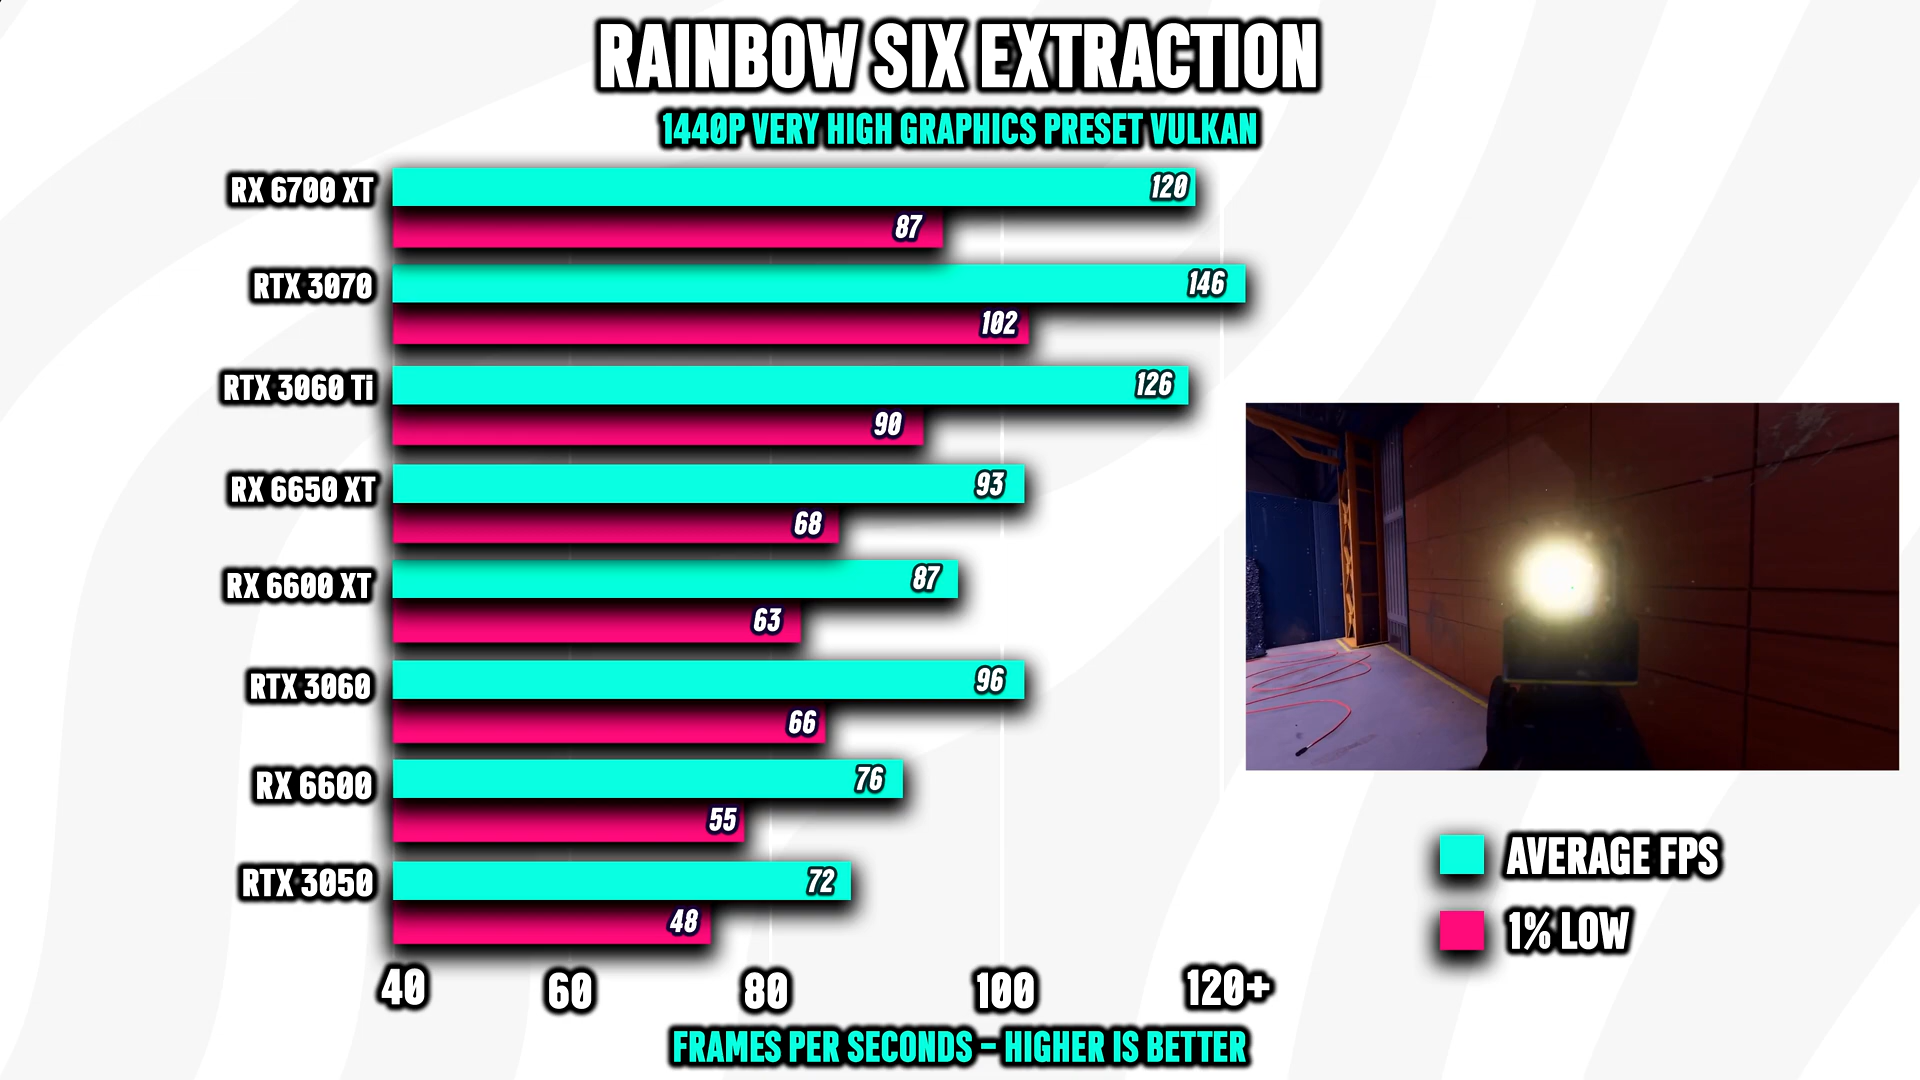 RAINBOW SIX EXTRACTION
1440P VERY HIGH GRAPHICS PRESET VULKAN
RX 6700 XT
120
87
RTX 3070
146
102
RTX 3060 Ti
126
90
RX 6650 XT
93
68
RX 6600 XT
87
63
RTX 3060
96
66
RX 6600
76
55
RTX 3050
72
48
40 60 80 100 120+
FRAMES PER SECONDS - HIGHER IS BETTER
AVERAGE FPS
1% LOW